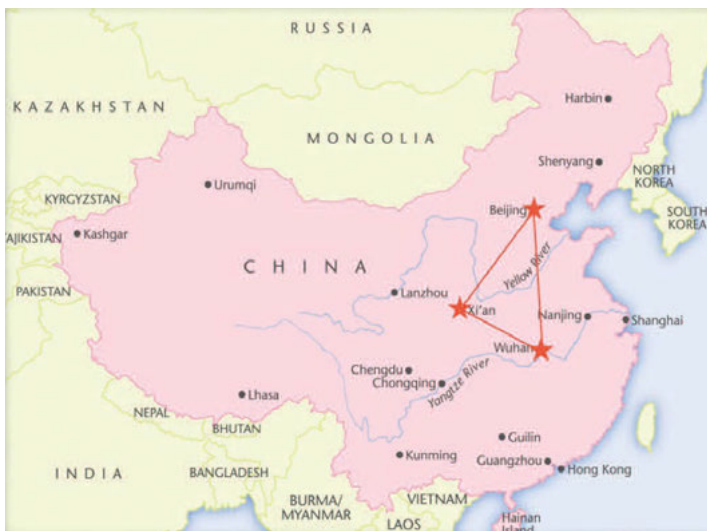 RUSSIA
KAZAKHSTAN
Harbin
MONGOLIA
Shenyang
NORTH
KOREA
Urumqi
KYRGYZSTAN
Beijing
SOUTH
KOREA
TAJIKISTAN
Kashgar
CHINA
Yellow River
PAKISTAN
Lanzhou
Xi'an
Nanjing
Shanghai
Wuhan
Chengdu
Chongqing
Yangtze River
Lhasa
NEPAL
BHUTAN
Guilin
Kunming
Guangzhou
Hong Kong
INDIA
BANGLADESH
BURMA/
MYANMAR
VIETNAM
LAOS
Hainan
Island